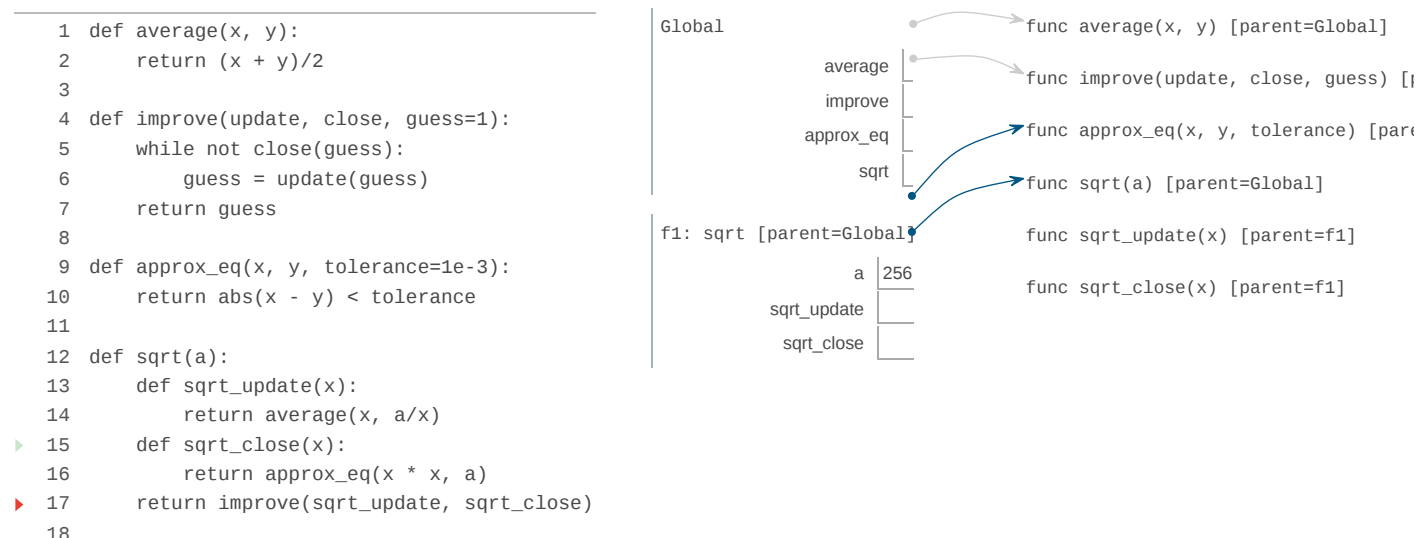 1 def average(x, y):
2     return (x + y)/2
3
4 def improve(update, close, guess=1):
5     while not close(guess):
6         guess = update(guess)
7     return guess
8
9 def approx_eq(x, y, tolerance=1e-3):
10     return abs(x - y) < tolerance
11
12 def sqrt(a):
13     def sqrt_update(x):
14         return average(x, a/x)
15     def sqrt_close(x):
16         return approx_eq(x * x, a)
17     return improve(sqrt_update, sqrt_close)
18
Global
average
improve
approx_eq
sqrt
f1: sqrt [parent=Global]
a 256
sqrt_update
sqrt_close
func average(x, y) [parent=Global]
func improve(update, close, guess) [p
func approx_eq(x, y, tolerance) [pare
func sqrt(a) [parent=Global]
func sqrt_update(x) [parent=f1]
func sqrt_close(x) [parent=f1]